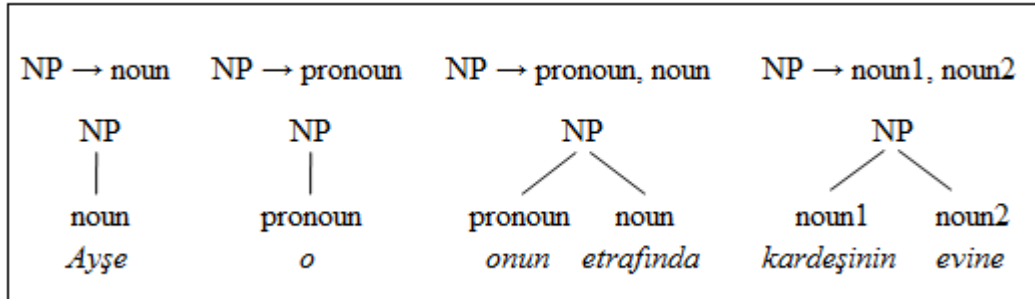 NP → noun NP → pronoun NP → pronoun, noun NP → noun1, noun2
NP NP NP NP
noun pronoun pronoun noun noun1 noun2
Ayşe o onun etrafında kardeşinin evine